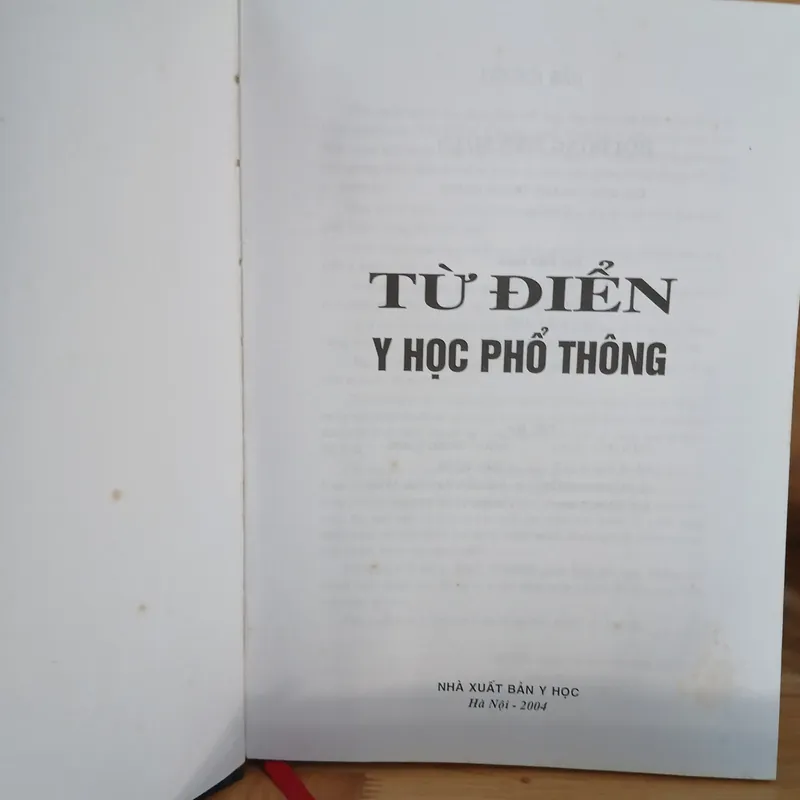 TỪ ĐIỂN
Y HỌC PHỔ THÔNG
NHÀ XUẤT BẢN Y HỌC
Hà Nội - 2004